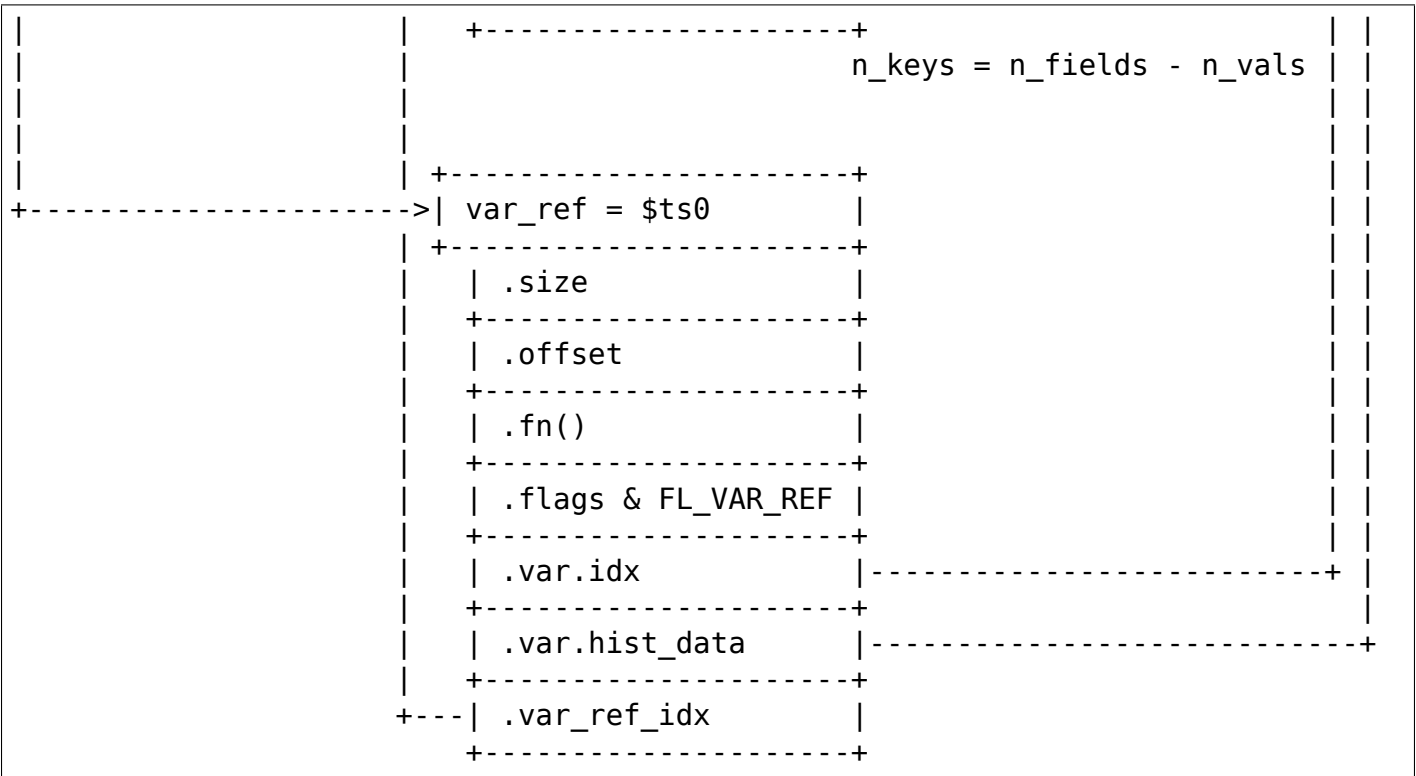 |                     |   +---------------------+                          | |
|                     |                         n_keys = n_fields - n_vals | |
|                     |                                                    | |
|                     |                                                    | |
|                     | +-----------------------+                          | |
+---------------------->| var_ref = $ts0        |                          | |
                      | +-----------------------+                          | |
                      |   | .size               |                          | |
                      |   +---------------------+                          | |
                      |   | .offset             |                          | |
                      |   +---------------------+                          | |
                      |   | .fn()               |                          | |
                      |   +---------------------+                          | |
                      |   | .flags & FL_VAR_REF |                          | |
                      |   +---------------------+                          | |
                      |   | .var.idx            |--------------------------+ |
                      |   +---------------------+                            |
                      |   | .var.hist_data      |----------------------------+
                      |   +---------------------+
                      +---| .var_ref_idx        |
                          +---------------------+